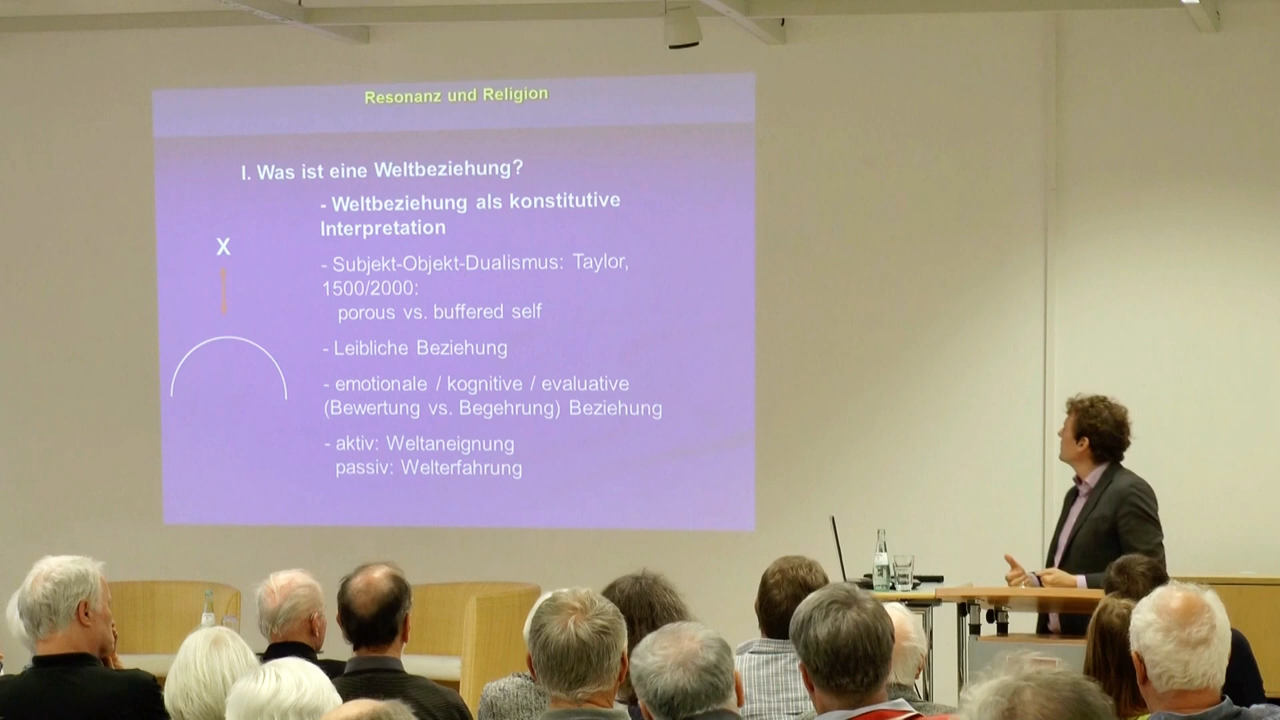 Resonanz und Religion
I. Was ist eine Weltbeziehung?
- Weltbeziehung als konstitutive
Interpretation
X
- Subjekt-Objekt-Dualismus: Taylor,
1500/2000:
porous vs. buffered self
- Leibliche Beziehung
- emotionale / kognitive / evaluative
(Bewertung vs. Begehrung) Beziehung
- aktiv: Weltaneignung
passiv: Welterfahrung